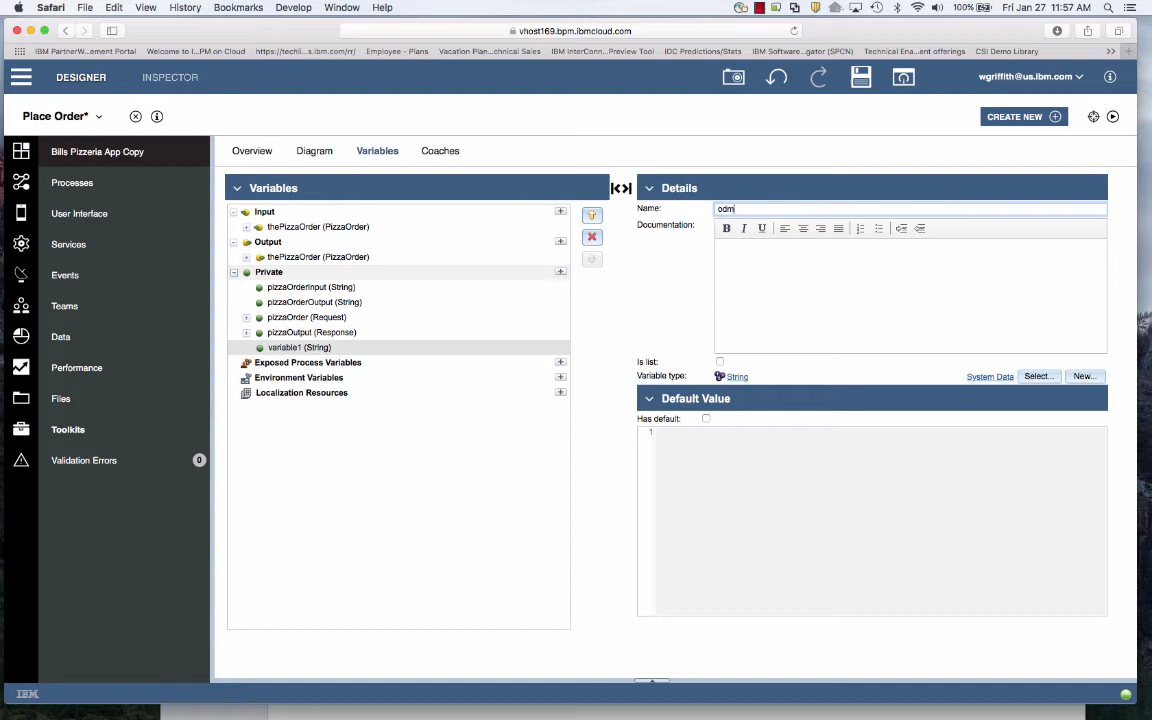 Safari File Edit View History Bookmarks Develop Window Help 100% Fri Jan 27 11:57 AM
vhost169.bpm.ibmcloud.com
IBM PartnerW...ement Portal Welcome to I...PM on Cloud https://techli...s.ibm.com/rr/ Employee - Plans Vacation Plan...chnical Sales IBM InterConn...Preview Tool IDC Predictions/Stats IBM Software...gator (SPCN) Technical Ena...ent offerings CSI Demo Library
DESIGNER INSPECTOR wgriffith@us.ibm.com
Place Order* CREATE NEW
Bills Pizzeria App Copy
Processes
User Interface
Services
Events
Teams
Data
Performance
Files
Toolkits
Validation Errors 0
Overview Diagram Variables Coaches
Variables
Input
thePizzaOrder (PizzaOrder)
Output
thePizzaOrder (PizzaOrder)
Private
pizzaOrderInput (String)
pizzaOrderOutput (String)
pizzaOrder (Request)
pizzaOutput (Response)
variable1 (String)
Exposed Process Variables
Environment Variables
Localization Resources
Details
Name: odm
Documentation:
B I U
Is list:
Variable type: String System Data Select... New...
Default Value
Has default:
1
IBM